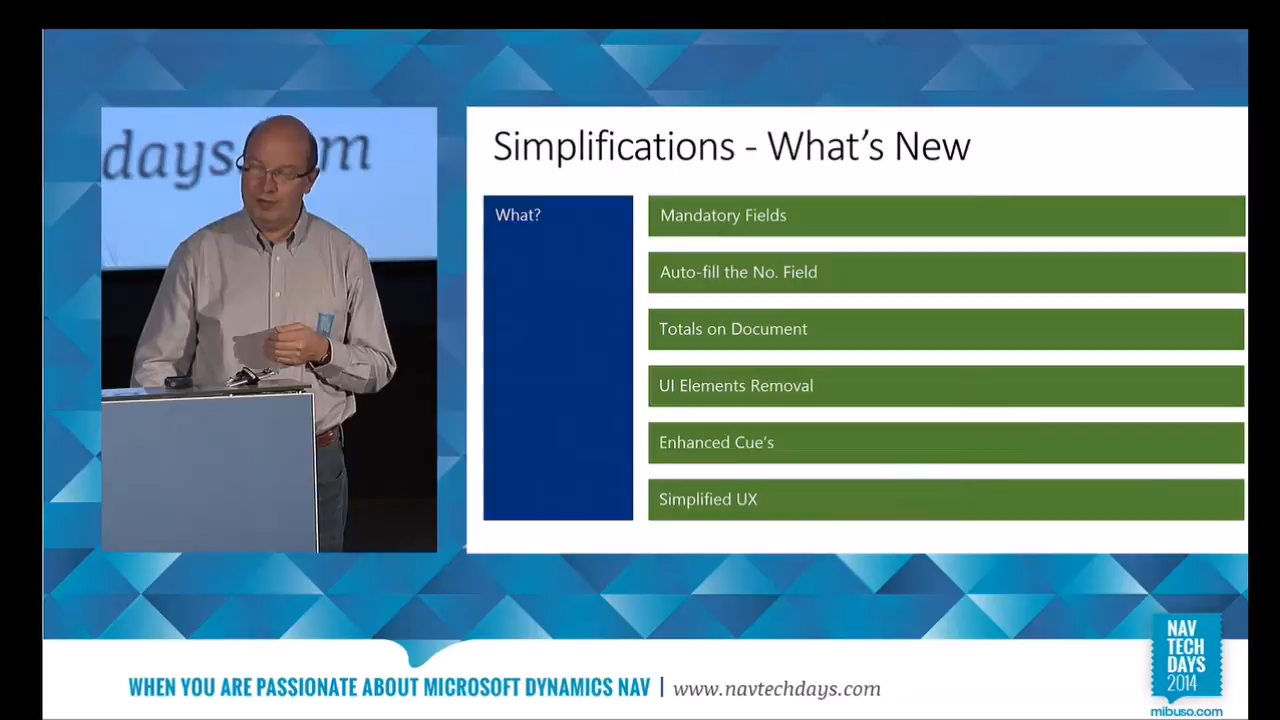 days.com
Simplifications - What's New
What?
Mandatory Fields
Auto-fill the No. Field
Totals on Document
UI Elements Removal
Enhanced Cue's
Simplified UX
WHEN YOU ARE PASSIONATE ABOUT MICROSOFT DYNAMICS NAV | www.navtechdays.com
NAV
TECH
DAYS
2014
mibuso.com